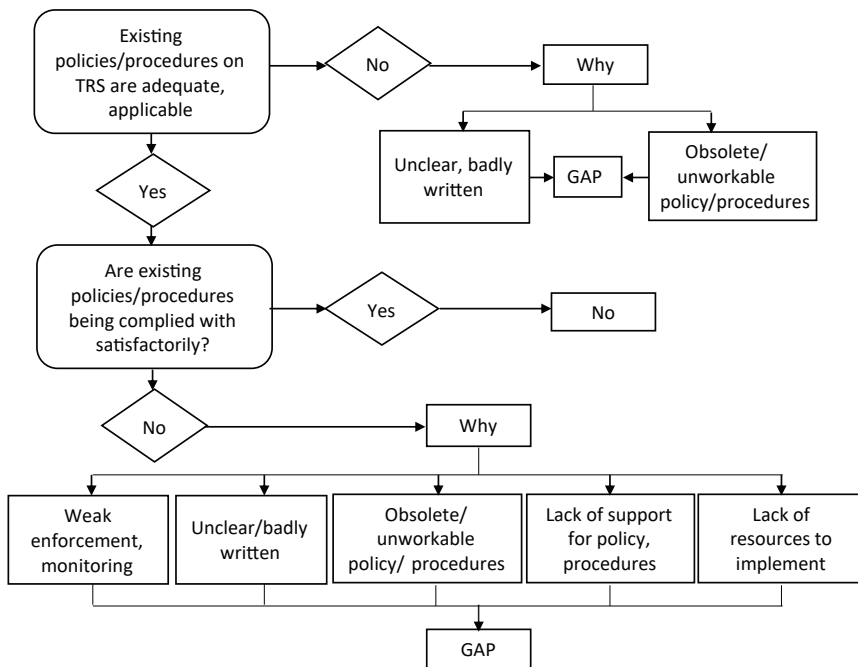 Existing
policies/procedures on
TRS are adequate,
applicable
No
Why
Unclear, badly
written
GAP
Obsolete/
unworkable
policy/procedures
Yes
Are existing
policies/procedures
being complied with
satisfactorily?
Yes
No
No
Why
Weak
enforcement,
monitoring
Unclear/badly
written
Obsolete/
unworkable
policy/ procedures
Lack of support
for policy,
procedures
Lack of
resources to
implement
GAP